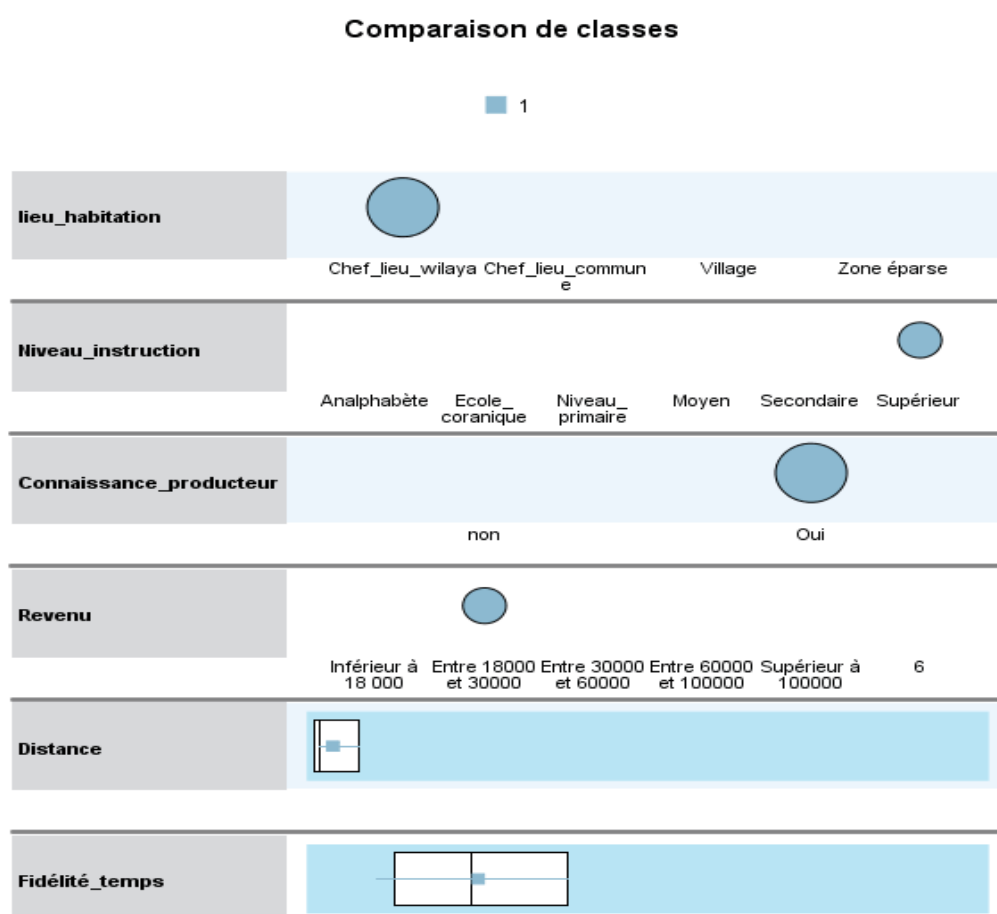 Comparaison de classes
1
lieu_habitation
Chef_lieu_wilaya Chef_lieu_commun Village Zone éparse
e
Niveau_instruction
Analphabète Ecole_ Niveau_ Moyen Secondaire Supérieur
coranique primaire
Connaissance_producteur
non Oui
Revenu
Inférieur à Entre 18000 Entre 30000 Entre 60000 Supérieur à 6
18 000 et 30000 et 60000 et 100000 100000
Distance
Fidélité_temps